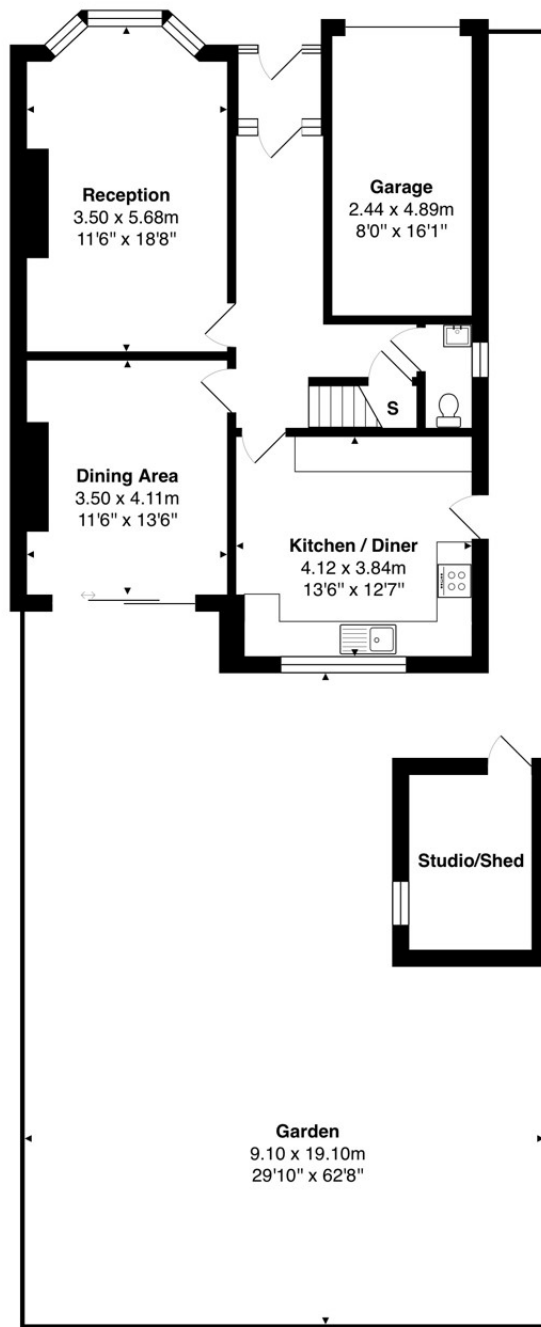 Reception
3.50 x 5.68m
11'6" x 18'8"
Garage
2.44 x 4.89m
8'0" x 16'1"
S
Dining Area
3.50 x 4.11m
11'6" x 13'6"
Kitchen / Diner
4.12 x 3.84m
13'6" x 12'7"
Studio/Shed
Garden
9.10 x 19.10m
29'10" x 62'8"